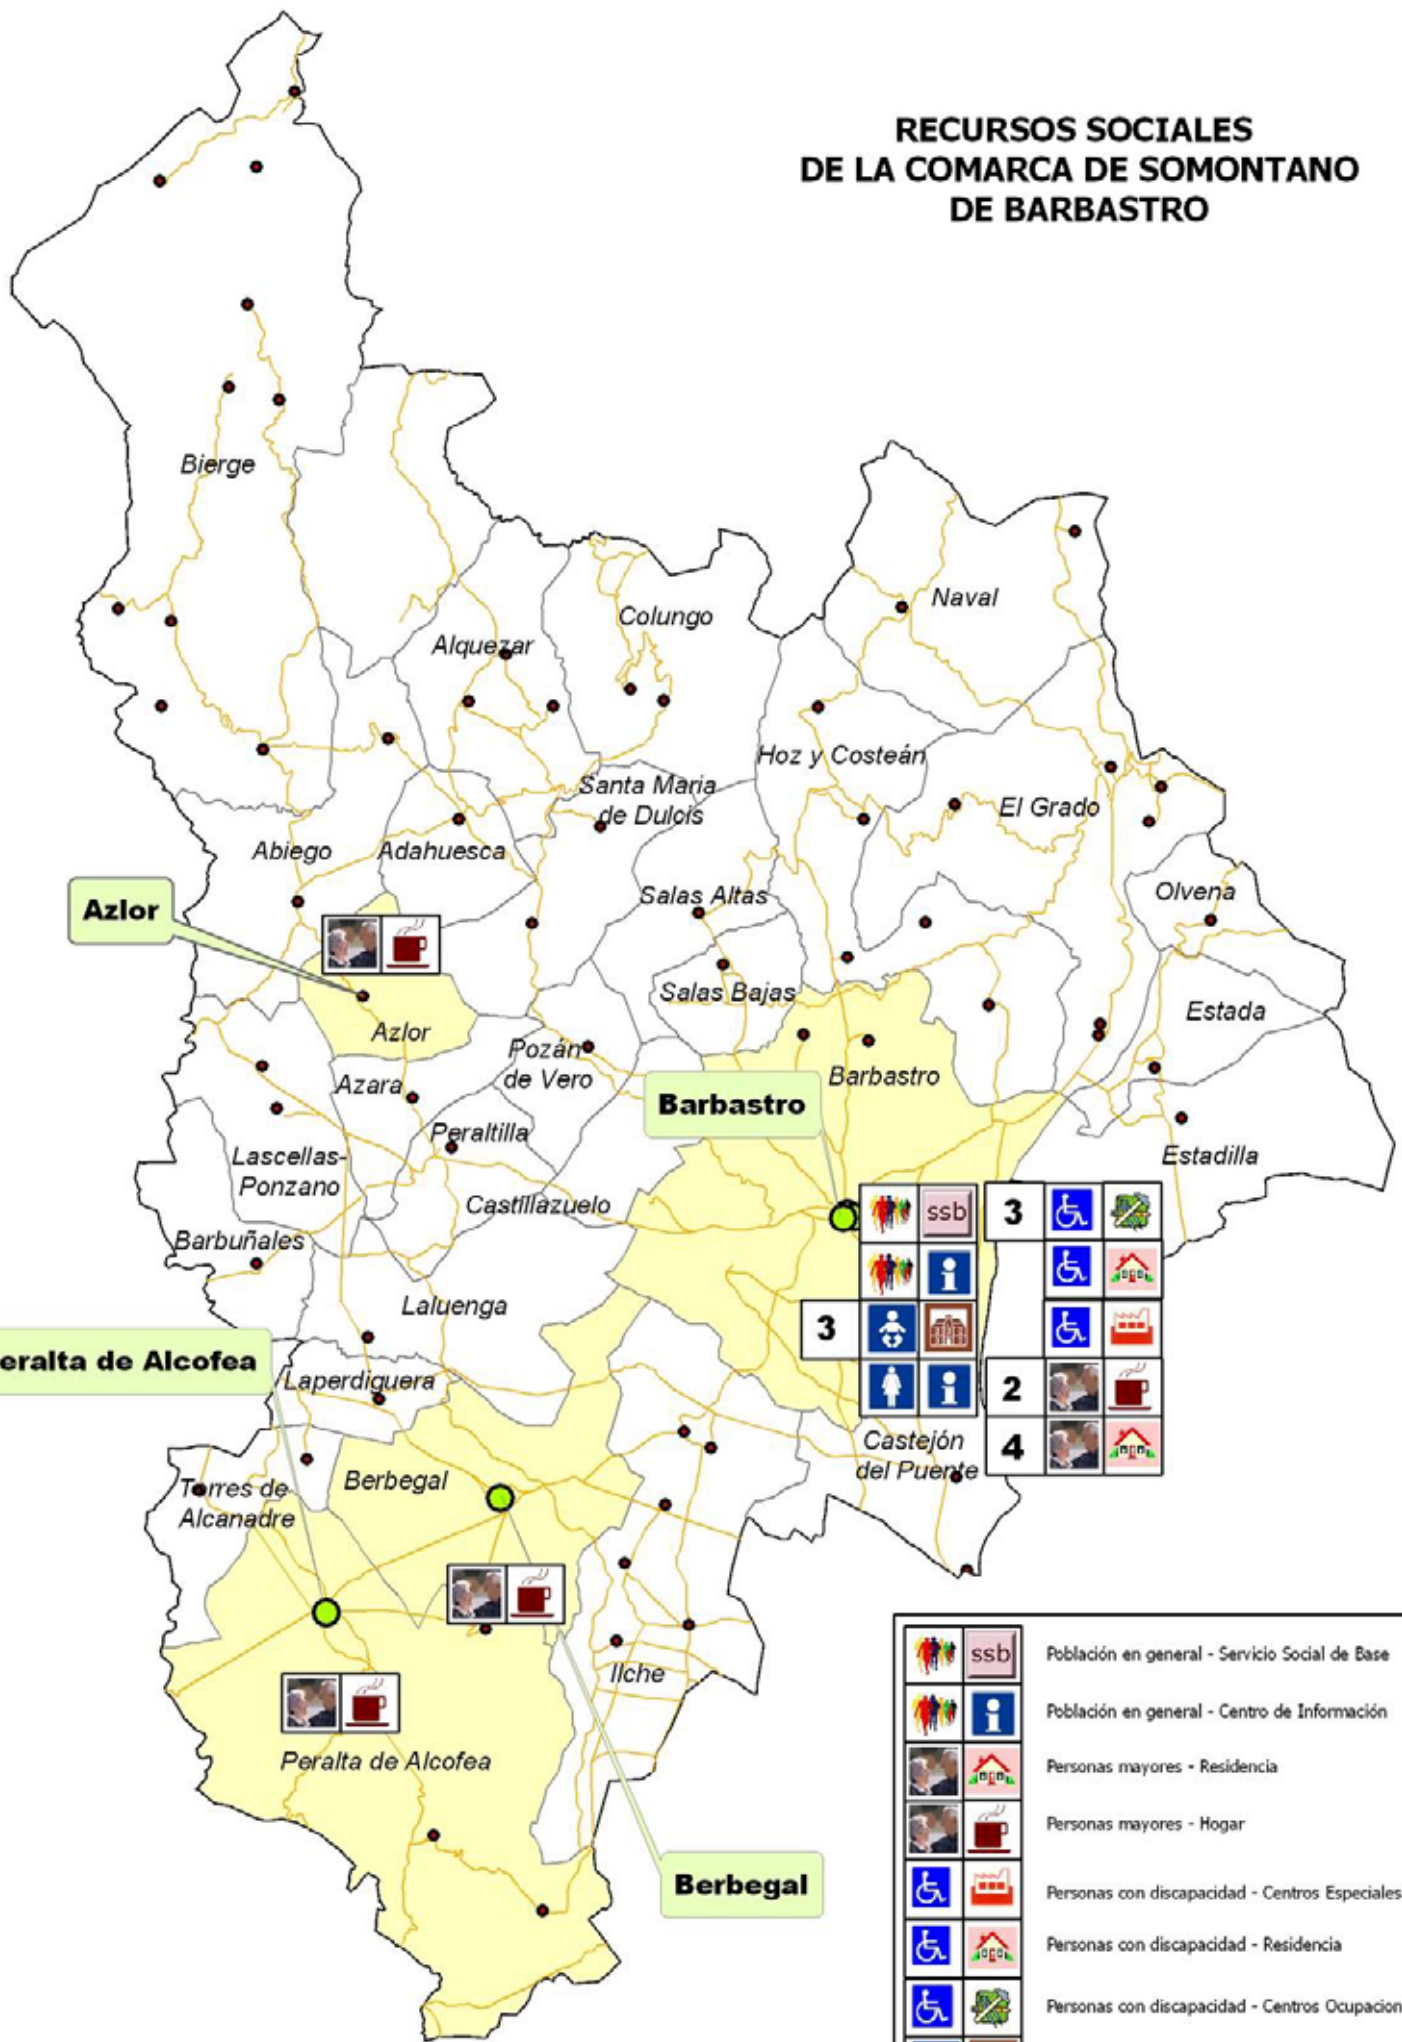 RECURSOS SOCIALES
DE LA COMARCA DE SOMONTANO
DE BARBASTRO
Bierge
Naval
Colungo
Alquezar
Hoz y Costeán
Santa Maria
de Dulcis
El Grado
Abiego
Adahuesca
Olvena
Salas Altas
Azlor
Salas Bajas
Estada
Azlor
Pozán
de Vero
Barbastro
Azara
Barbastro
Peraltilla
Lascellas-
Ponzano
Estadilla
Castillazuelo
ssb
3
Barbuñales
Laluenga
3
eralta de Alcofea
Laperdiguera
2
Castejón
del Puente
4
Berbegal
Torres de
Alcanadre
Ilche
Peralta de Alcofea
Berbegal
ssb Población en general - Servicio Social de Base
Población en general - Centro de Información
Personas mayores - Residencia
Personas mayores - Hogar
Personas con discapacidad - Centros Especiales
Personas con discapacidad - Residencia
Personas con discapacidad - Centros Ocupacion